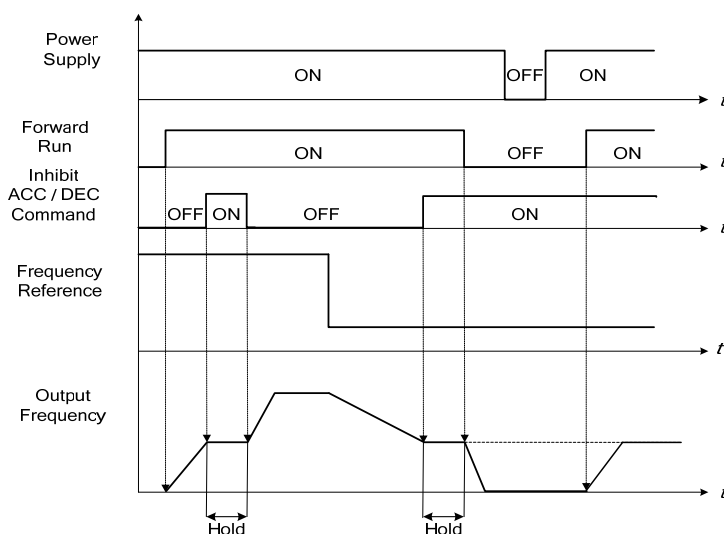 Power
Supply
ON
OFF
ON
t
Forward
Run
ON
OFF
ON
t
Inhibit
ACC / DEC
Command
OFF
ON
OFF
ON
t
Frequency
Reference
t
Output
Frequency
t
Hold
Hold